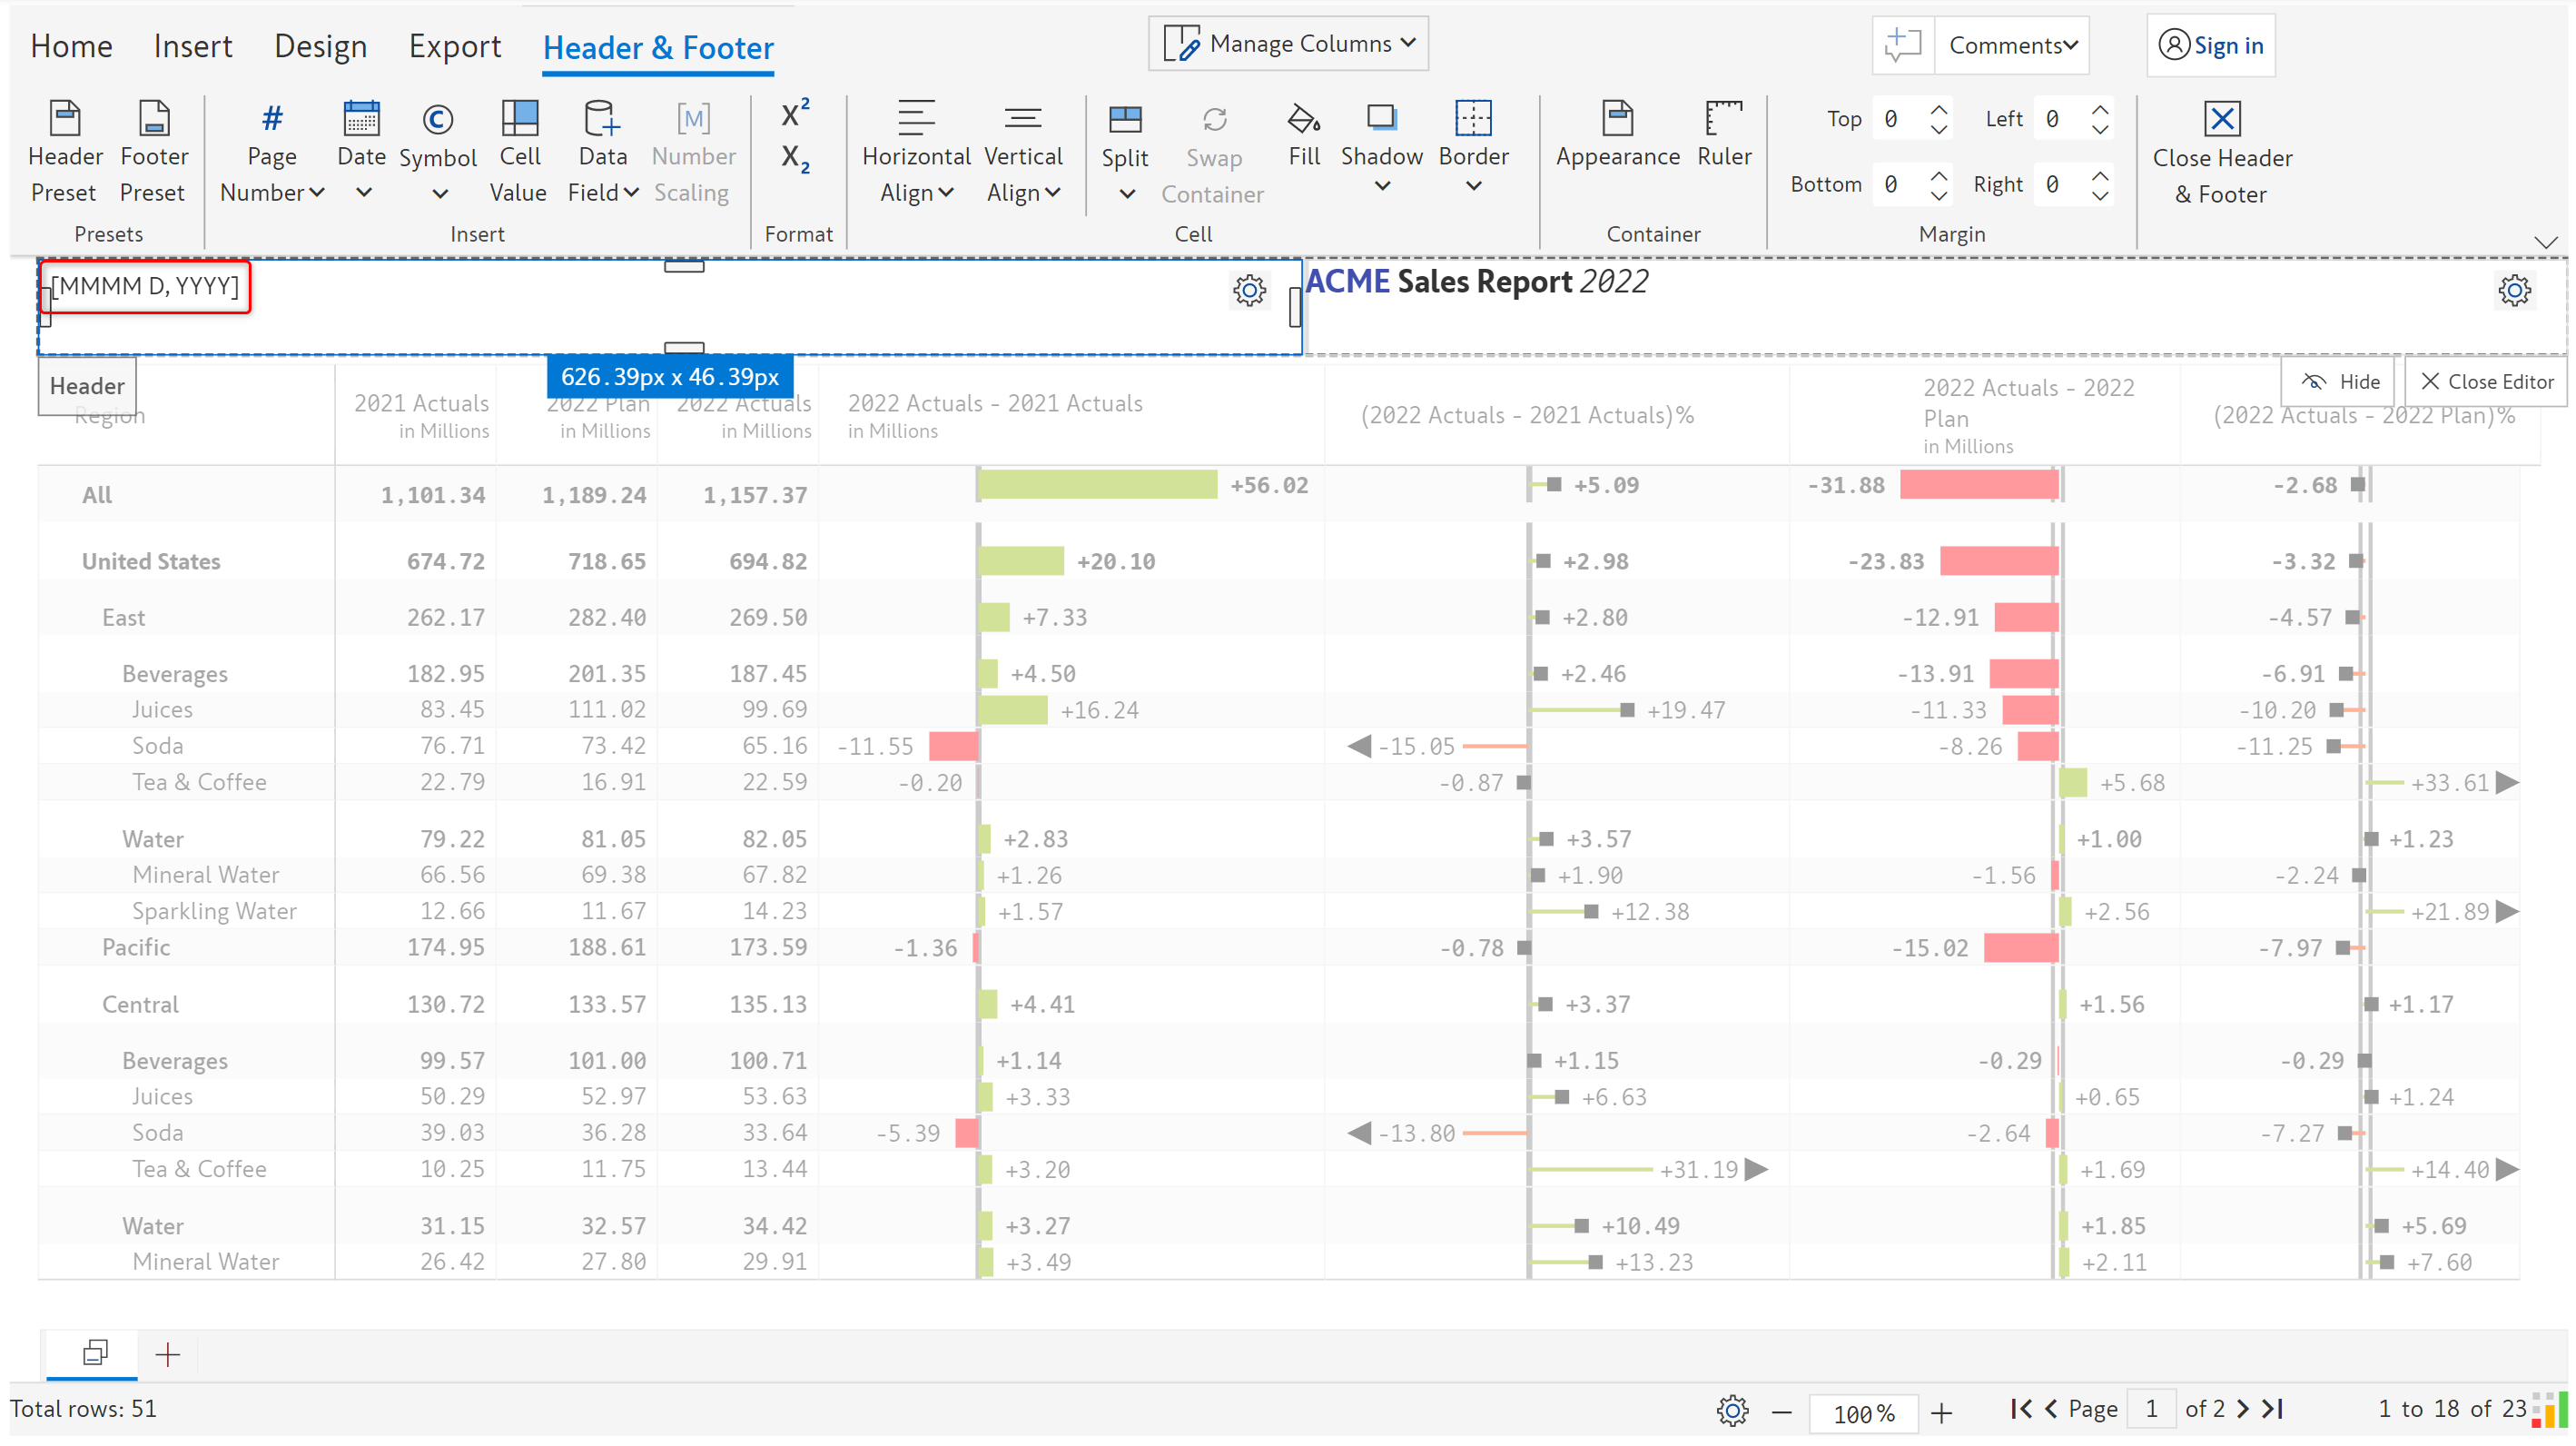 Home Insert Design Export Header & Footer Manage Columns Comments Sign in
Header Preset Footer Preset
Presets
# Page Number Date Symbol Cell Value Data Field [M] Number Scaling
Insert
X² X₂
Format
Horizontal Align Vertical Align Split Swap Container Fill Shadow Border
Cell
Appearance Ruler
Container
Top 0 Left 0
Bottom 0 Right 0
Margin
Close Header & Footer
[MMMM D, YYYY]
ACME Sales Report 2022
Header
626.39px x 46.39px
Hide Close Editor
Region
2021 Actuals in Millions
2022 Plan in Millions
2022 Actuals in Millions
2022 Actuals - 2021 Actuals in Millions
(2022 Actuals - 2021 Actuals)%
2022 Actuals - 2022 Plan in Millions
(2022 Actuals - 2022 Plan)%
All 1,101.34 1,189.24 1,157.37 +56.02 +5.09 -31.88 -2.68
United States 674.72 718.65 694.82 +20.10 +2.98 -23.83 -3.32
East 262.17 282.40 269.50 +7.33 +2.80 -12.91 -4.57
Beverages 182.95 201.35 187.45 +4.50 +2.46 -13.91 -6.91
Juices 83.45 111.02 99.69 +16.24 +19.47 -11.33 -10.20
Soda 76.71 73.42 65.16 -11.55 -15.05 -8.26 -11.25
Tea & Coffee 22.79 16.91 22.59 -0.20 -0.87 +5.68 +33.61
Water 79.22 81.05 82.05 +2.83 +3.57 +1.00 +1.23
Mineral Water 66.56 69.38 67.82 +1.26 +1.90 -1.56 -2.24
Sparkling Water 12.66 11.67 14.23 +1.57 +12.38 +2.56 +21.89
Pacific 174.95 188.61 173.59 -1.36 -0.78 -15.02 -7.97
Central 130.72 133.57 135.13 +4.41 +3.37 +1.56 +1.17
Beverages 99.57 101.00 100.71 +1.14 +1.15 -0.29 -0.29
Juices 50.29 52.97 53.63 +3.33 +6.63 +0.65 +1.24
Soda 39.03 36.28 33.64 -5.39 -13.80 -2.64 -7.27
Tea & Coffee 10.25 11.75 13.44 +3.20 +31.19 +1.69 +14.40
Water 31.15 32.57 34.42 +3.27 +10.49 +1.85 +5.69
Mineral Water 26.42 27.80 29.91 +3.49 +13.23 +2.11 +7.60
Total rows: 51 100% Page 1 of 2 1 to 18 of 23